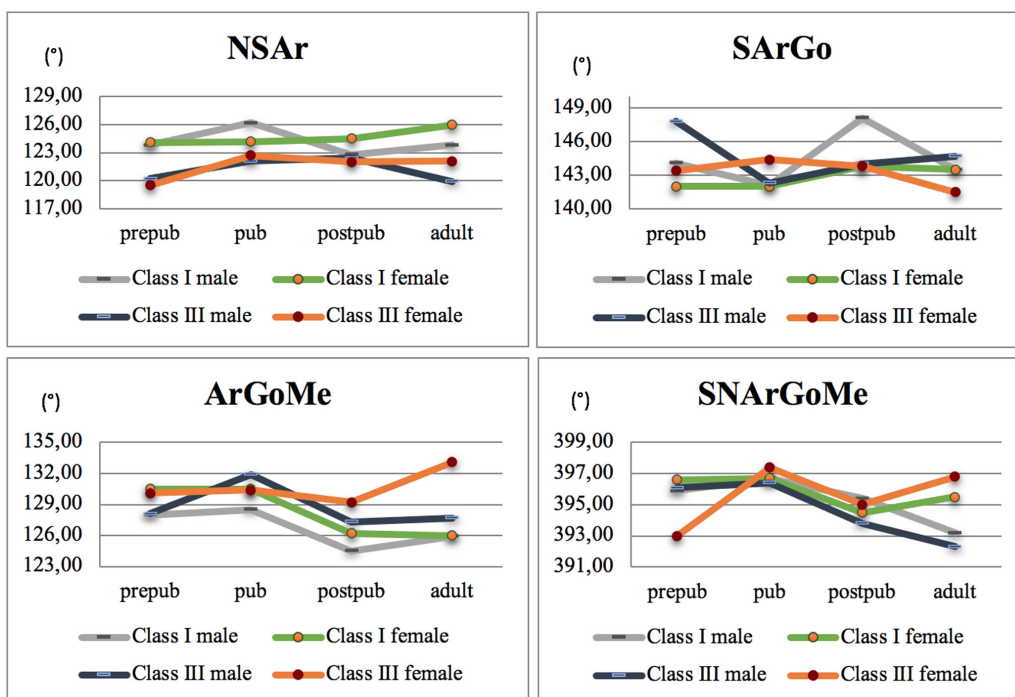 NSAr
(°)
129,00
126,00
123,00
120,00
117,00
prepub pub postpub adult
Class I male Class I female
Class III male Class III female
SArGo
(°)
149,00
146,00
143,00
140,00
prepub pub postpub adult
Class I male Class I female
Class III male Class III female
ArGoMe
(°)
135,00
132,00
129,00
126,00
123,00
prepub pub postpub adult
Class I male Class I female
Class III male Class III female
SNArGoMe
(°)
399,00
397,00
395,00
393,00
391,00
prepub pub postpub adult
Class I male Class I female
Class III male Class III female